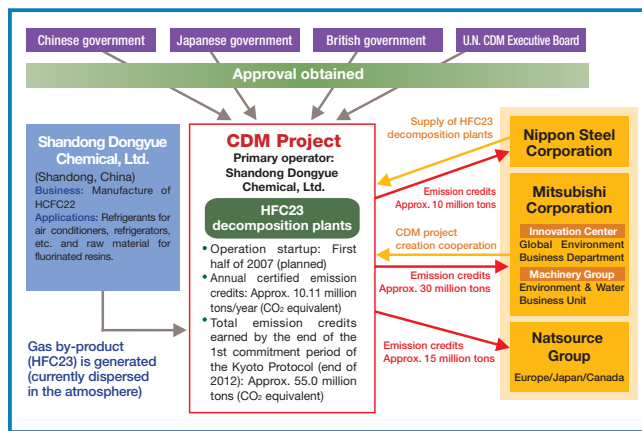 Chinese government
Japanese government
British government
U.N. CDM Executive Board
Approval obtained
Shandong Dongyue
Chemical, Ltd.
(Shandong, China)
Business: Manufacture of
HCFC22
Applications: Refrigerants for
air conditioners, refrigerators,
etc. and raw material for
fluorinated resins.
Gas by-product
(HFC23) is generated
(currently dispersed
in the atmosphere)
CDM Project
Primary operator:
Shandong Dongyue
Chemical, Ltd.
HFC23
decomposition plants
• Operation startup: First
half of 2007 (planned)
• Annual certified emission
credits: Approx. 10.11 million
tons/year (CO₂ equivalent)
• Total emission credits
earned by the end of the
1st commitment period of
the Kyoto Protocol (end of
2012): Approx. 55.0 million
tons (CO₂ equivalent)
Supply of HFC23
decomposition plants
Emission credits
Approx. 10 million tons
CDM project
creation cooperation
Emission credits
Approx. 30 million tons
Emission credits
Approx. 15 million tons
Nippon Steel
Corporation
Mitsubishi
Corporation
Innovation Center
Global Environment
Business Department
Machinery Group
Environment & Water
Business Unit
Natsource
Group
Europe/Japan/Canada